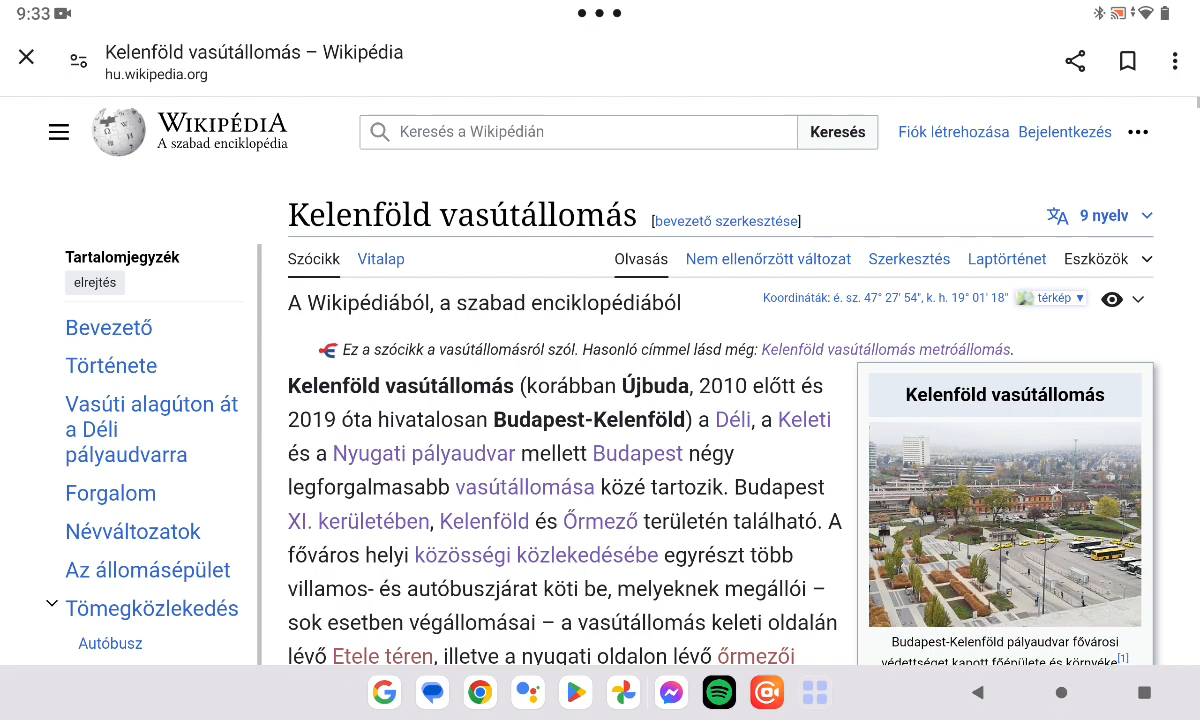 9:33
Kelenföld vasútállomás – Wikipédia
hu.wikipedia.org
WIKIPÉDIA
A szabad enciklopédia
Keresés a Wikipédián
Keresés
Fiók létrehozása Bejelentkezés
Kelenföld vasútállomás [bevezető szerkesztése]
9 nyelv
Tartalomjegyzék
elrejtés
Bevezető
Története
Vasúti alagúton át
a Déli
pályaudvarra
Forgalom
Névváltozatok
Az állomásépület
Tömegközlekedés
Autóbusz
Szócikk Vitalap
Olvasás Nem ellenőrzött változat Szerkesztés Laptörténet Eszközök
A Wikipédiából, a szabad enciklopédiából
Koordináták: é. sz. 47° 27′ 54″, k. h. 19° 01′ 18″ térkép ▼
Ez a szócikk a vasútállomásról szól. Hasonló címmel lásd még: Kelenföld vasútállomás metróállomás.
Kelenföld vasútállomás (korábban Újbuda, 2010 előtt és
2019 óta hivatalosan Budapest-Kelenföld) a Déli, a Keleti
és a Nyugati pályaudvar mellett Budapest négy
legforgalmasabb vasútállomása közé tartozik. Budapest
XI. kerületében, Kelenföld és Őrmező területén található. A
főváros helyi közösségi közlekedésébe egyrészt több
villamos- és autóbuszjárat köti be, melyeknek megállói –
sok esetben végállomásai – a vasútállomás keleti oldalán
lévő Etele téren, illetve a nyugati oldalon lévő őrmezői
Kelenföld vasútállomás
Budapest-Kelenföld pályaudvar fővárosi
védettséget kapott főépülete és környéke[1]